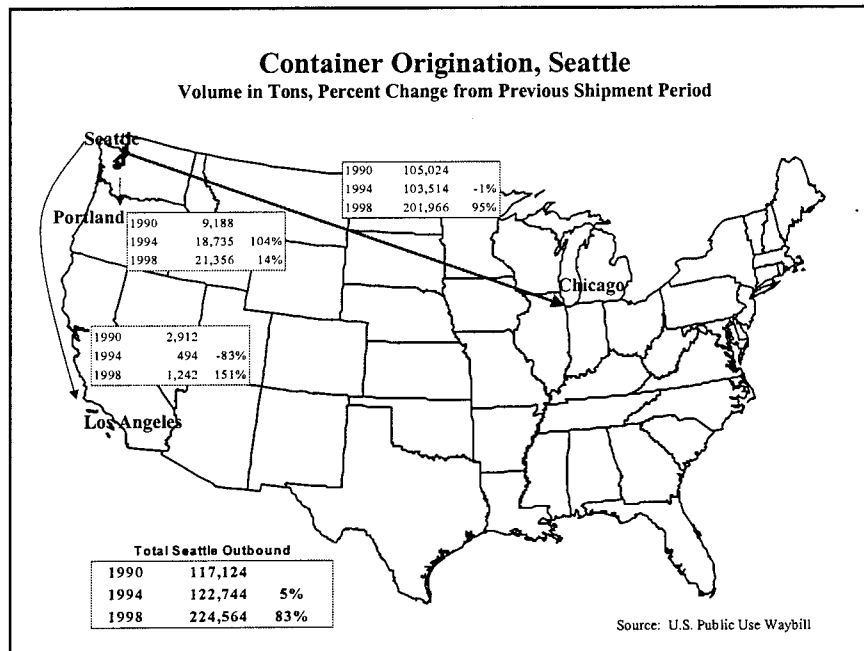 Container Origination, Seattle
Volume in Tons, Percent Change from Previous Shipment Period
Seattle
1990 105,024
1994 103,514 -1%
1998 201,966 95%
Portland
1990 9,188
1994 18,735 104%
1998 21,356 14%
Chicago
1990 2,912
1994 494 -83%
1998 1,242 151%
Los Angeles
Total Seattle Outbound
1990 117,124
1994 122,744 5%
1998 224,564 83%
Source: U.S. Public Use Waybill